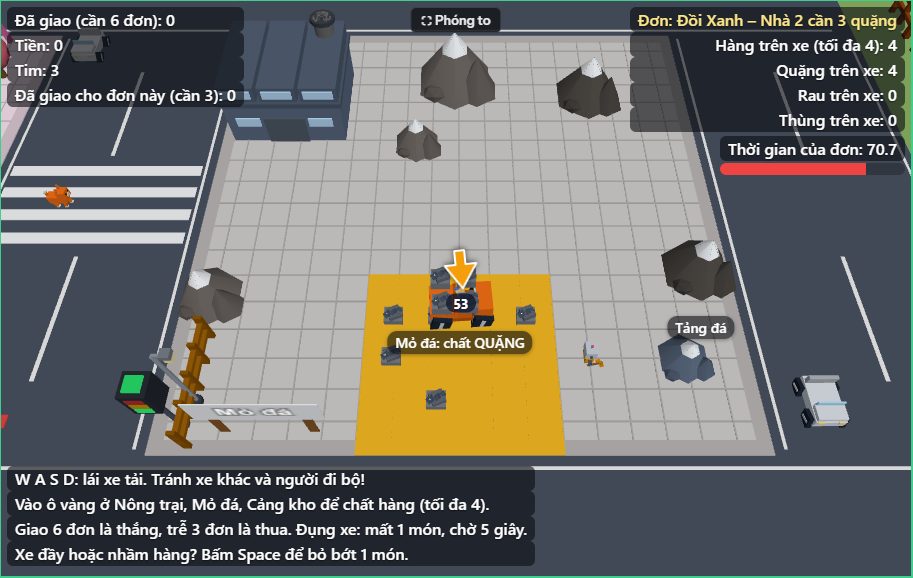 Đã giao (cần 6 đơn): 0
Tiền: 0
Tim: 3
Đã giao cho đơn này (cần 3): 0
Phóng to
Đơn: Đồi Xanh – Nhà 2 cần 3 quặng
Hàng trên xe (tối đa 4): 4
Quặng trên xe: 4
Rau trên xe: 0
Thùng trên xe: 0
Thời gian của đơn: 70.7
53
Mỏ đá: chất QUẶNG
Tảng đá
Mỏ đá
W A S D: lái xe tải. Tránh xe khác và người đi bộ!
Vào ô vàng ở Nông trại, Mỏ đá, Cảng kho để chất hàng (tối đa 4).
Giao 6 đơn là thắng, trễ 3 đơn là thua. Đụng xe: mất 1 món, chờ 5 giây.
Xe đầy hoặc nhầm hàng? Bấm Space để bỏ bớt 1 món.